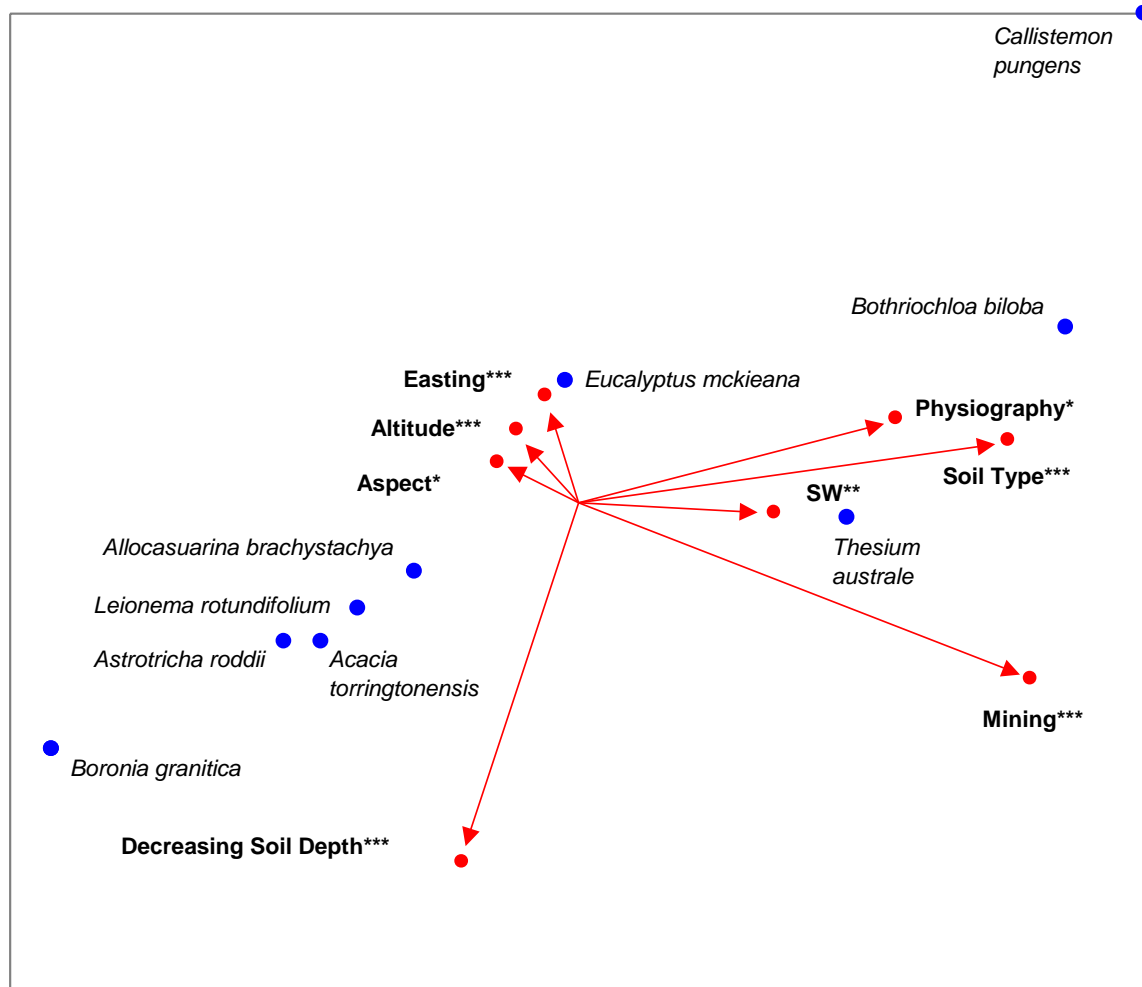 Callistemon
pungens
Bothriochloa biloba
Easting***
Eucalyptus mckieana
Physiography*
Altitude***
Soil Type***
Aspect*
SW**
Thesium
australe
Allocasuarina brachystachya
Leionema rotundifolium
Astrotricha roddii
Acacia
torringtonensis
Mining***
Boronia granitica
Decreasing Soil Depth***